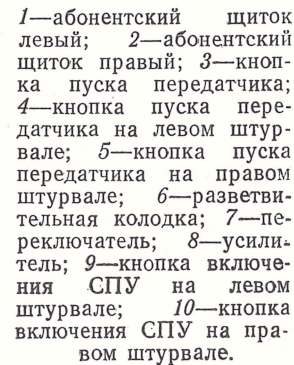 1—абонентский щиток
левый; 2—абонентский
щиток правый; 3—кноп-
ка пуска передатчика;
4—кнопка пуска пере-
датчика на левом штур-
вале; 5—кнопка пуска
передатчика на правом
штурвале; 6—разветви-
тельная колодка; 7—пе-
реключатель; 8—усили-
тель; 9—кнопка включе-
ния СПУ на левом
штурвале; 10—кнопка
включения СПУ на пра-
вом штурвале.